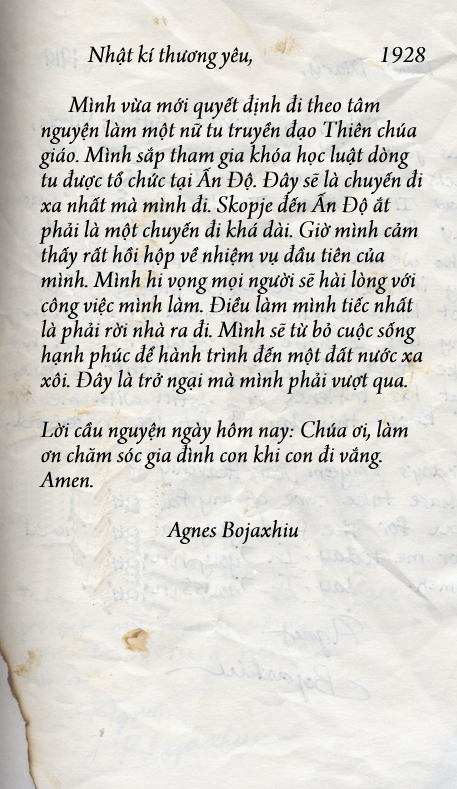 Nhật kí thương yêu, 1928
Mình vừa mới quyết định đi theo tâm
nguyện làm một nữ tu truyền đạo Thiên chúa
giáo. Mình sắp tham gia khóa học luật dòng
tu được tổ chức tại Ấn Độ. Đây sẽ là chuyến đi
xa nhất mà mình đi. Skopje đến Ấn Độ ắt
phải là một chuyến đi khá dài. Giờ mình cảm
thấy rất hồi hộp về nhiệm vụ đầu tiên của
mình. Mình hi vọng mọi người sẽ hài lòng với
công việc mình làm. Điều làm mình tiếc nhất
là phải rời nhà ra đi. Mình sẽ từ bỏ cuộc sống
hạnh phúc để hành trình đến một đất nước xa
xôi. Đây là trở ngại mà mình phải vượt qua.
Lời cầu nguyện ngày hôm nay: Chúa ơi, làm
ơn chăm sóc gia đình con khi con đi vắng.
Amen.
Agnes Bojaxhiu